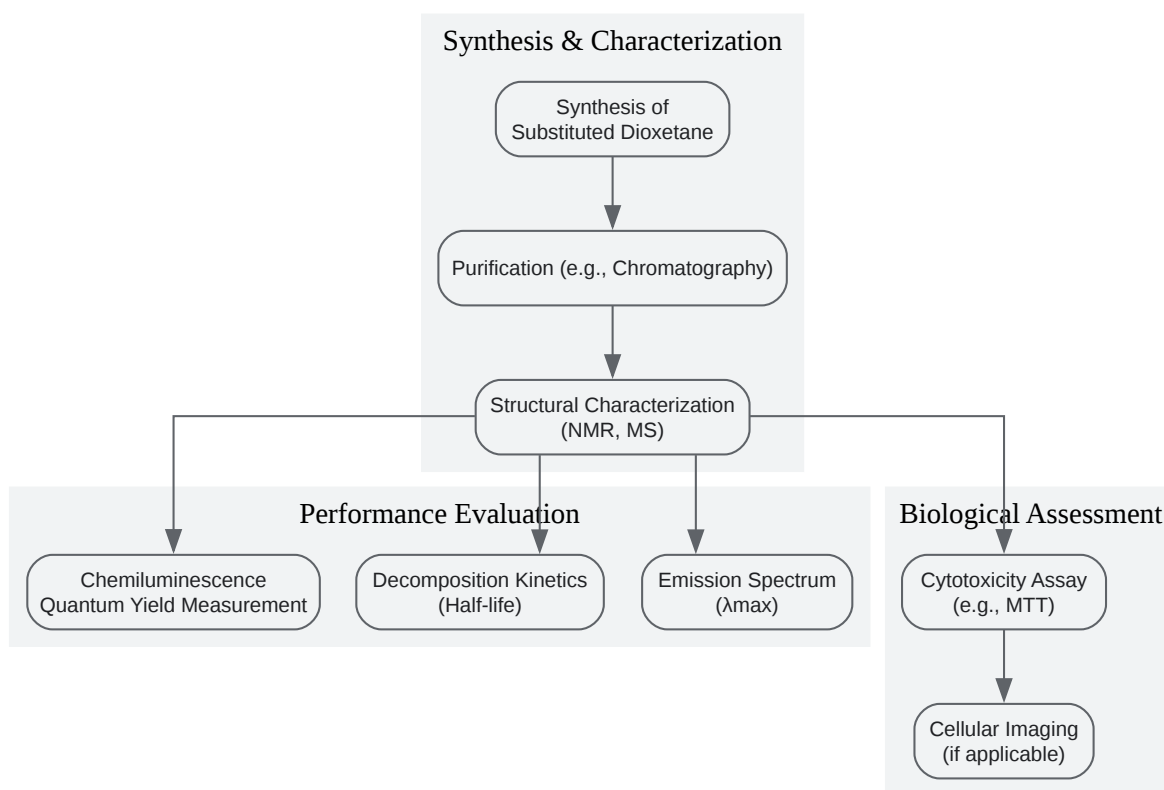 Synthesis & Characterization
Synthesis of
Substituted Dioxetane
Purification (e.g., Chromatography)
Structural Characterization
(NMR, MS)
Performance Evaluation
Biological Assessment
Chemiluminescence
Quantum Yield Measurement
Decomposition Kinetics
(Half-life)
Emission Spectrum
(λmax)
Cytotoxicity Assay
(e.g., MTT)
Cellular Imaging
(if applicable)